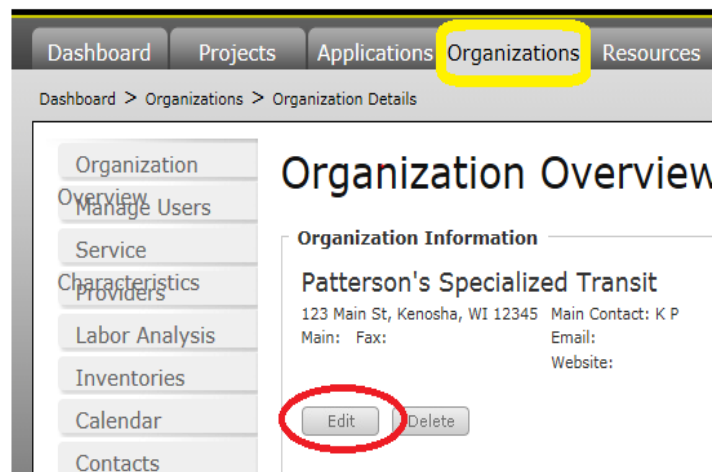 Dashboard Projects Applications Organizations Resources
Dashboard > Organizations > Organization Details
Organization
Overview
Manage Users
Service
Characteristics
Providers
Labor Analysis
Inventories
Calendar
Contacts
Organization Overview
Organization Information
Patterson's Specialized Transit
123 Main St, Kenosha, WI 12345 Main Contact: K P
Main: Fax: Email:
Website:
Edit Delete